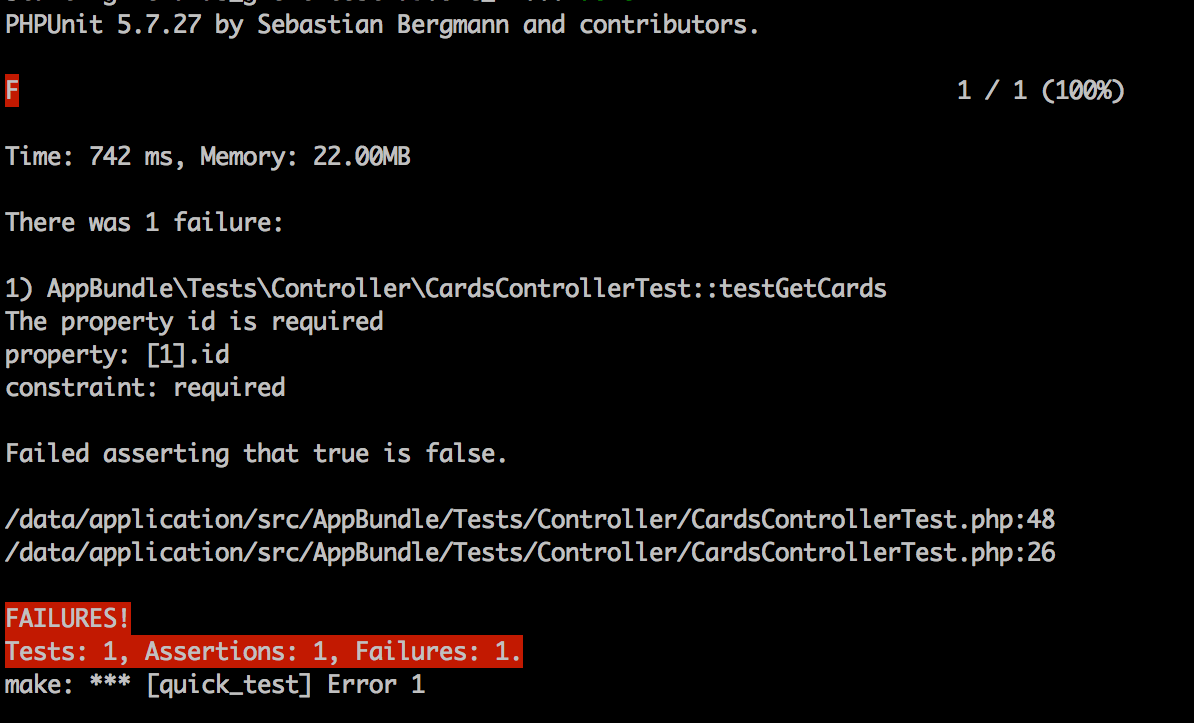 PHPUnit 5.7.27 by Sebastian Bergmann and contributors.
F 1 / 1 (100%)
Time: 742 ms, Memory: 22.00MB
There was 1 failure:
1) AppBundle\Tests\Controller\CardsControllerTest::testGetCards
The property id is required
property: [1].id
constraint: required
Failed asserting that true is false.
/data/application/src/AppBundle/Tests/Controller/CardsControllerTest.php:48
/data/application/src/AppBundle/Tests/Controller/CardsControllerTest.php:26
FAILURES!
Tests: 1, Assertions: 1, Failures: 1.
make: *** [quick_test] Error 1